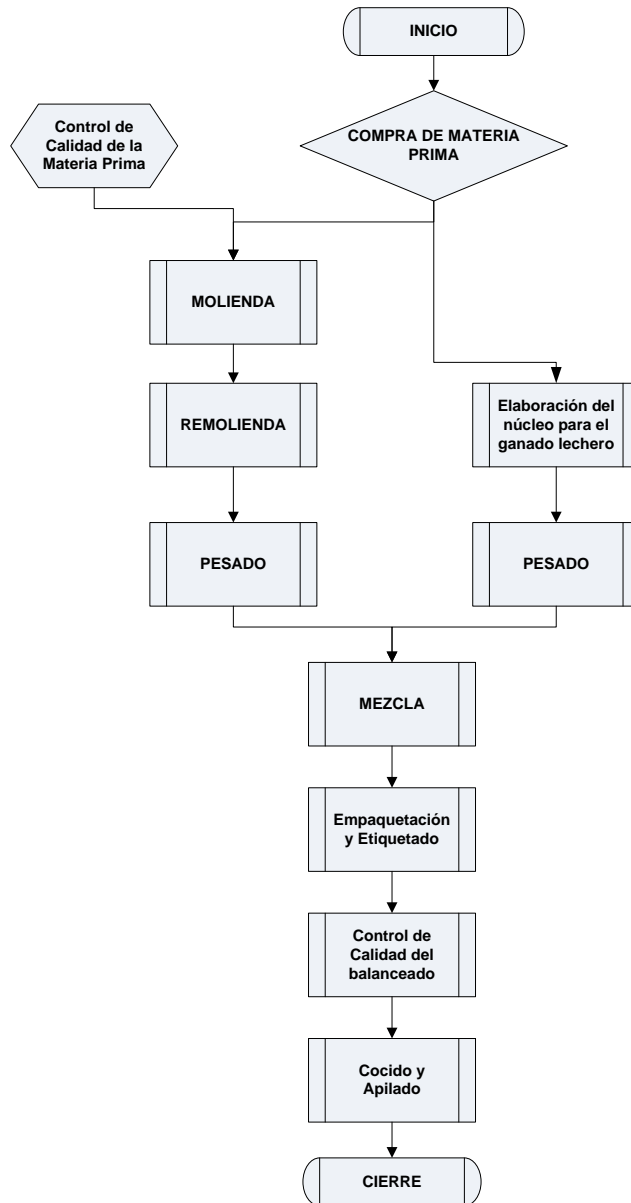 INICIO
Control de
Calidad de la
Materia Prima
COMPRA DE MATERIA
PRIMA
MOLIENDA
REMOLIENDA
Elaboración del
núcleo para el
ganado lechero
PESADO
PESADO
MEZCLA
Empaquetación
y Etiquetado
Control de
Calidad del
balanceado
Cocido y
Apilado
CIERRE